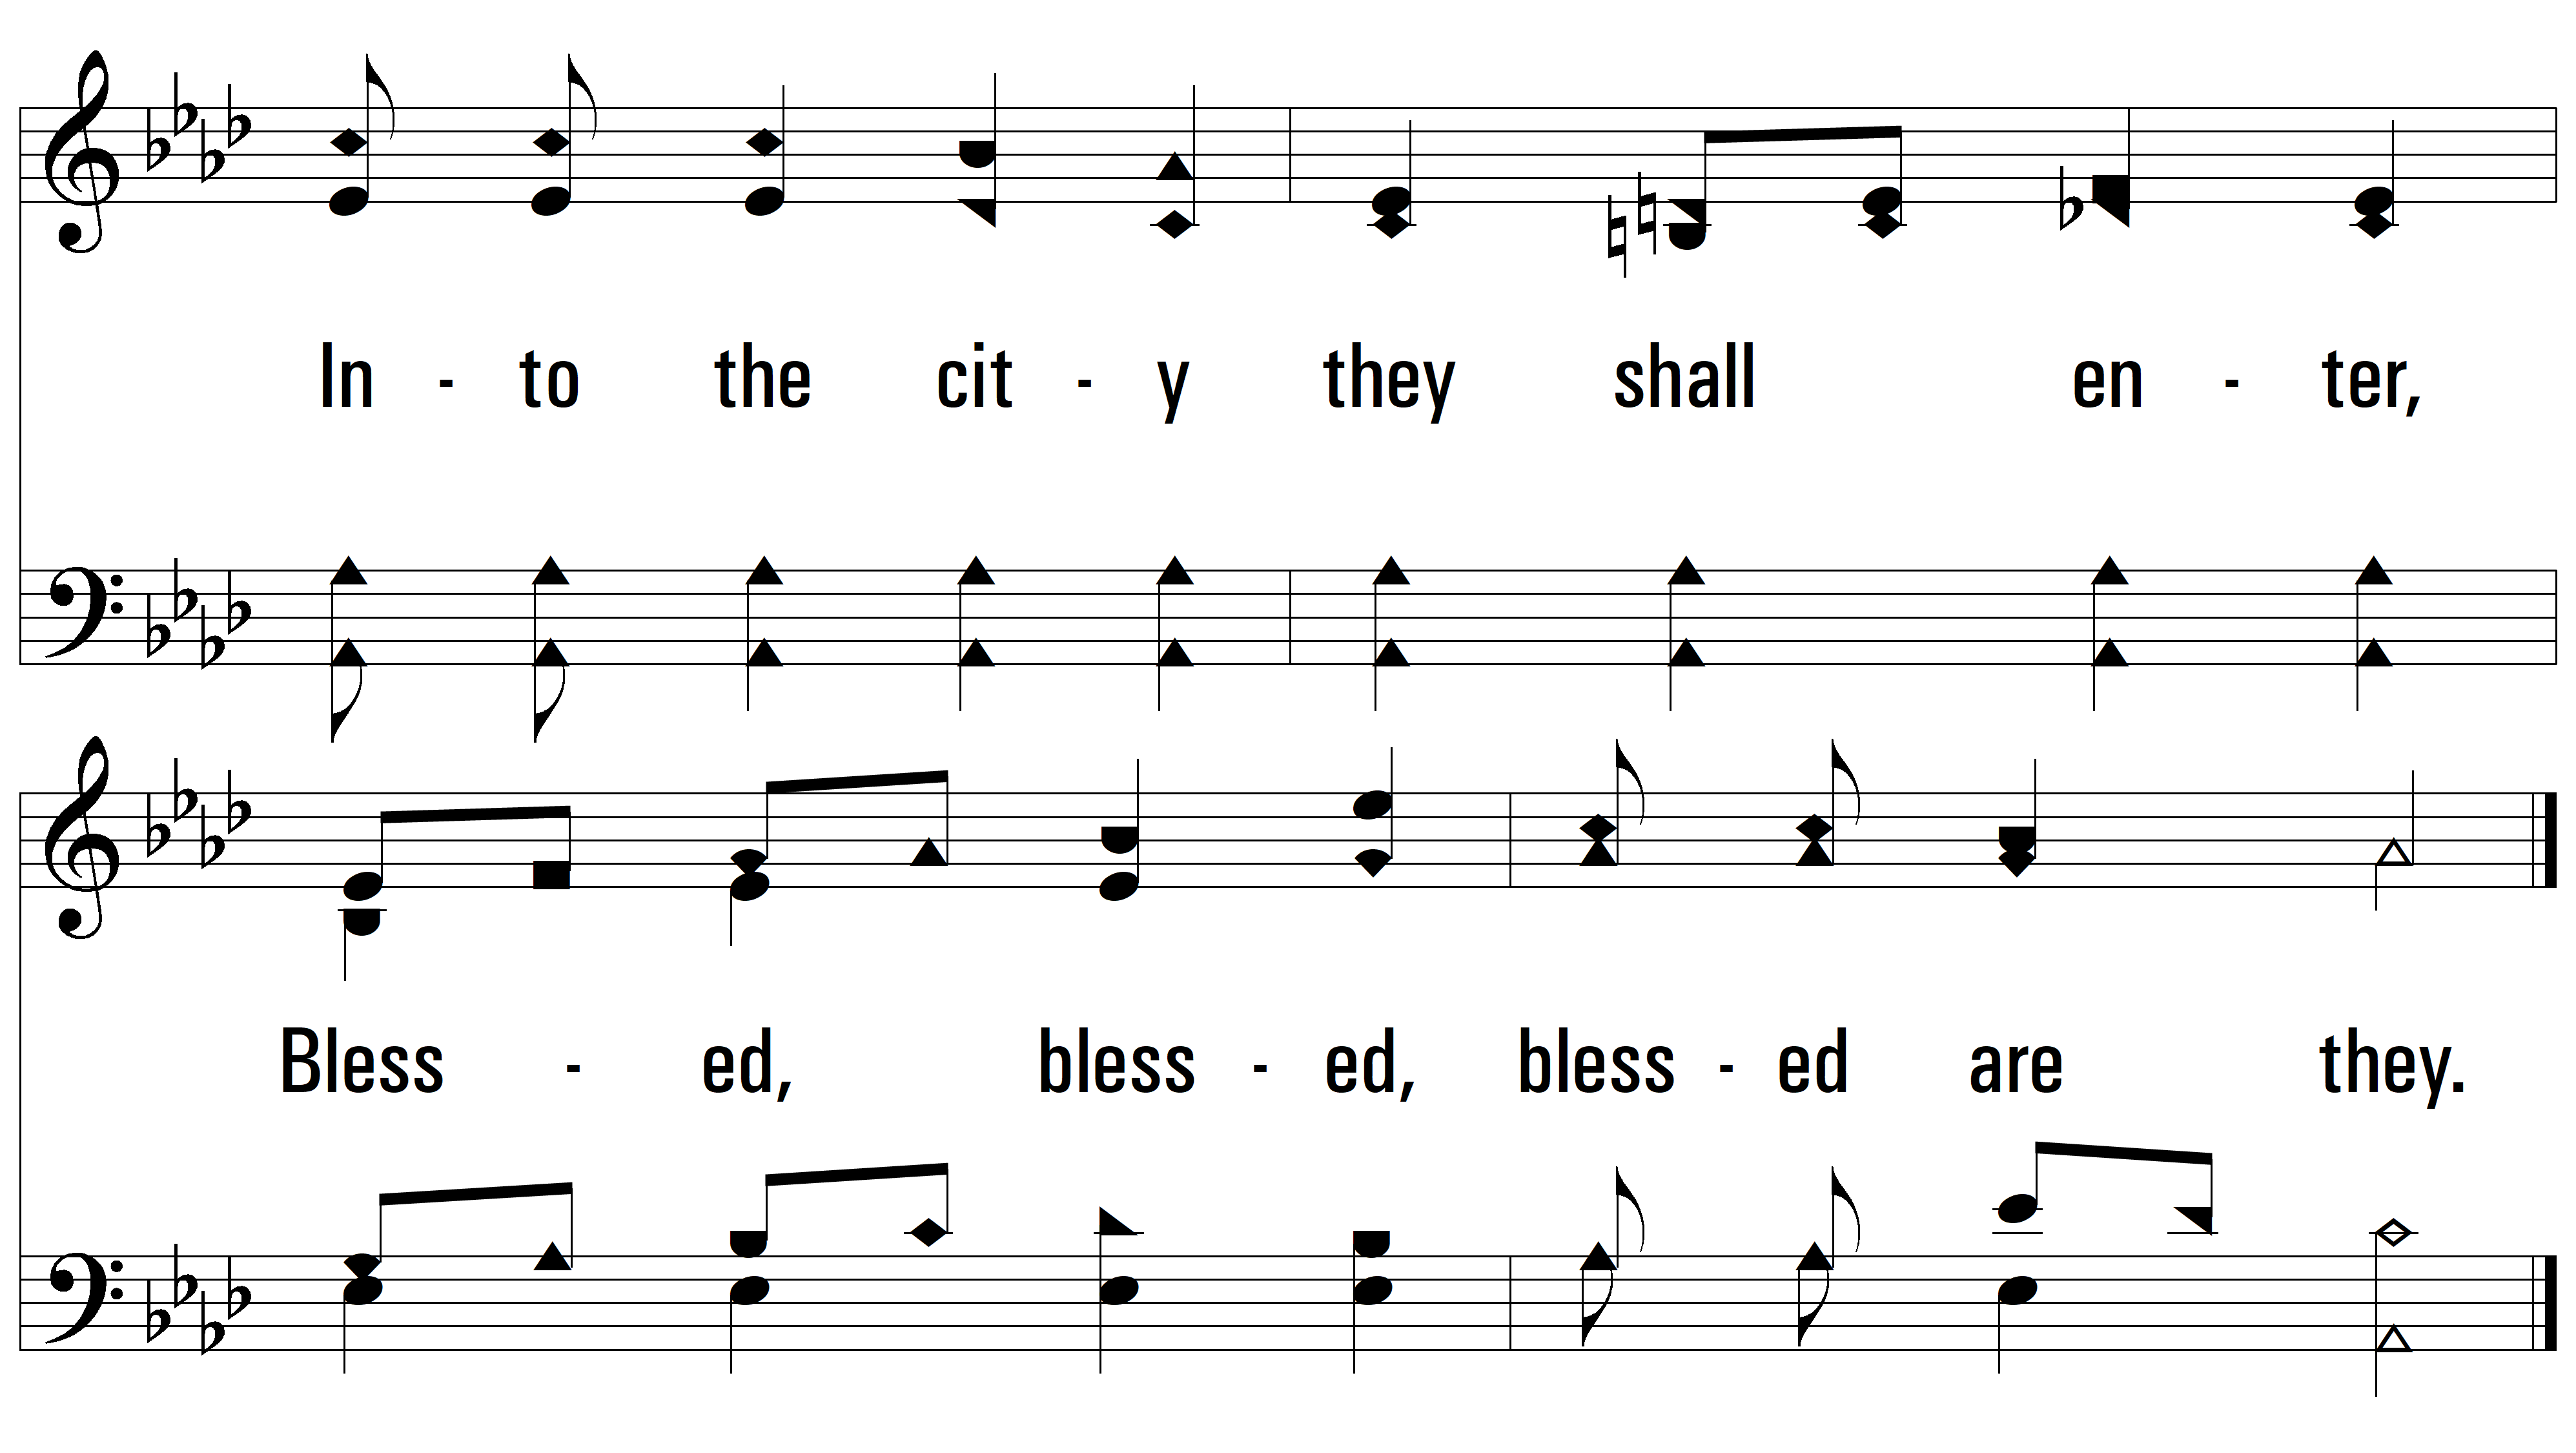 In - to the cit - y they shall en - ter,
Bless - ed, bless - ed, bless - ed are they.